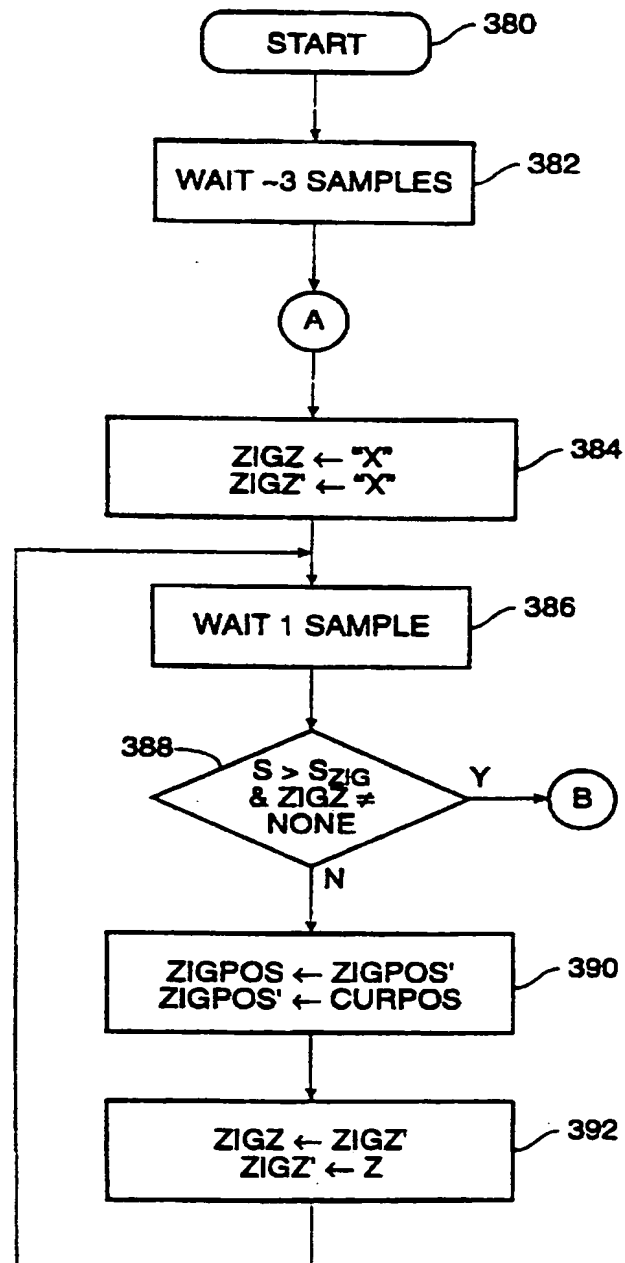 START
380
WAIT ~3 SAMPLES
382
A
ZIGZ ← "X"
ZIGZ' ← "X"
384
WAIT 1 SAMPLE
386
388
S > SZIG
& ZIGZ ≠
NONE
Y
B
N
ZIGPOS ← ZIGPOS'
ZIGPOS' ← CURPOS
390
ZIGZ ← ZIGZ'
ZIGZ' ← Z
392